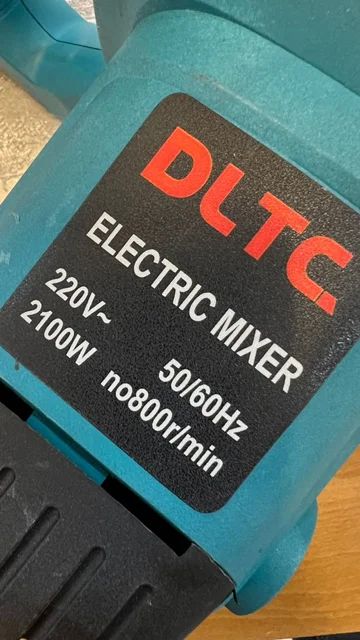 DLTC
ELECTRIC MIXER
220V~ 50/60Hz
2100W no800r/min